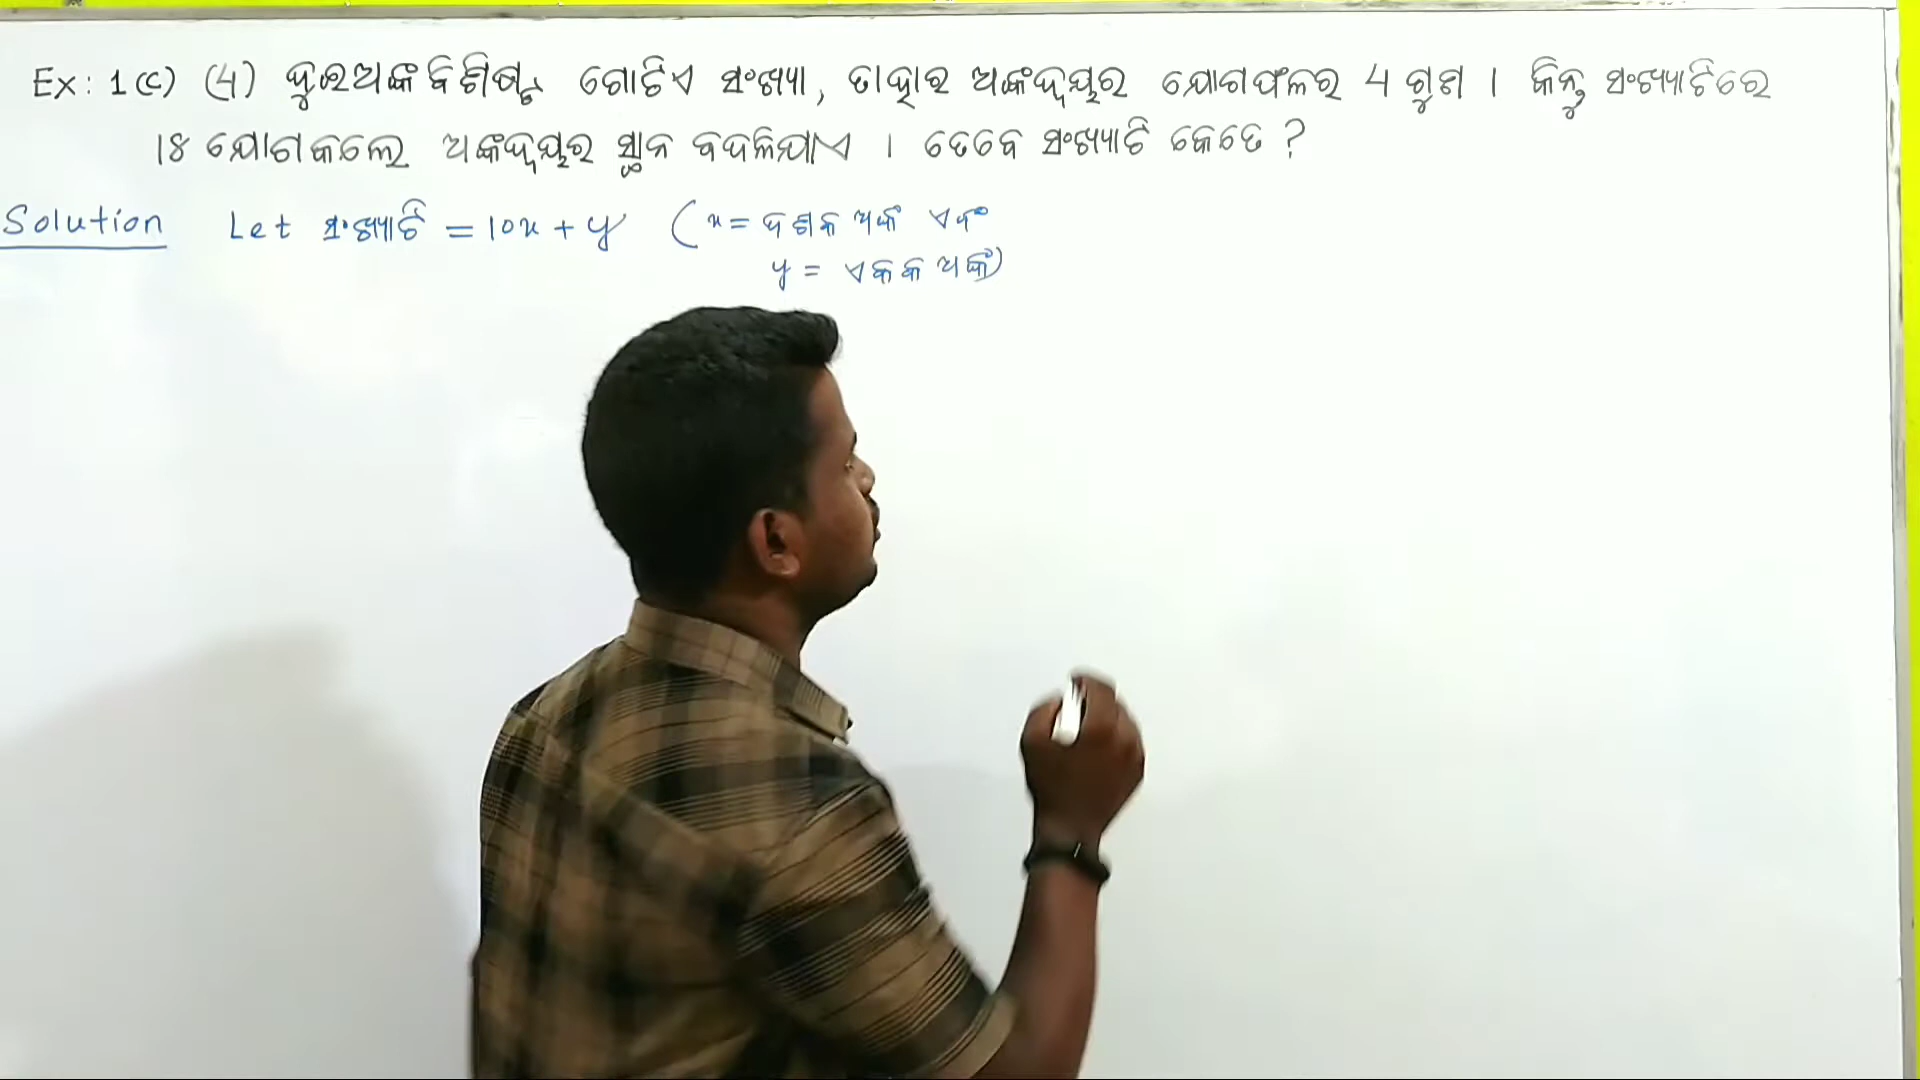 Ex: 1(c) (4) ଦୁଇଅଙ୍କ ବିଶିଷ୍ଟ ଗୋଟିଏ ସଂଖ୍ୟା, ତାହାର ଅଙ୍କଦ୍ୱୟର ଯୋଗଫଳର 4 ଗୁଣ । କିନ୍ତୁ ସଂଖ୍ୟାଟିରେ
18 ଯୋଗକଲେ ଅଙ୍କଦ୍ୱୟର ସ୍ଥାନ ବଦଳିଯାଏ । ତେବେ ସଂଖ୍ୟାଟି କେତେ ?
Solution Let ସଂଖ୍ୟାଟି = 10x + y (x = ଦଶକ ଅଙ୍କ ଏବଂ
y = ଏକକ ଅଙ୍କ)